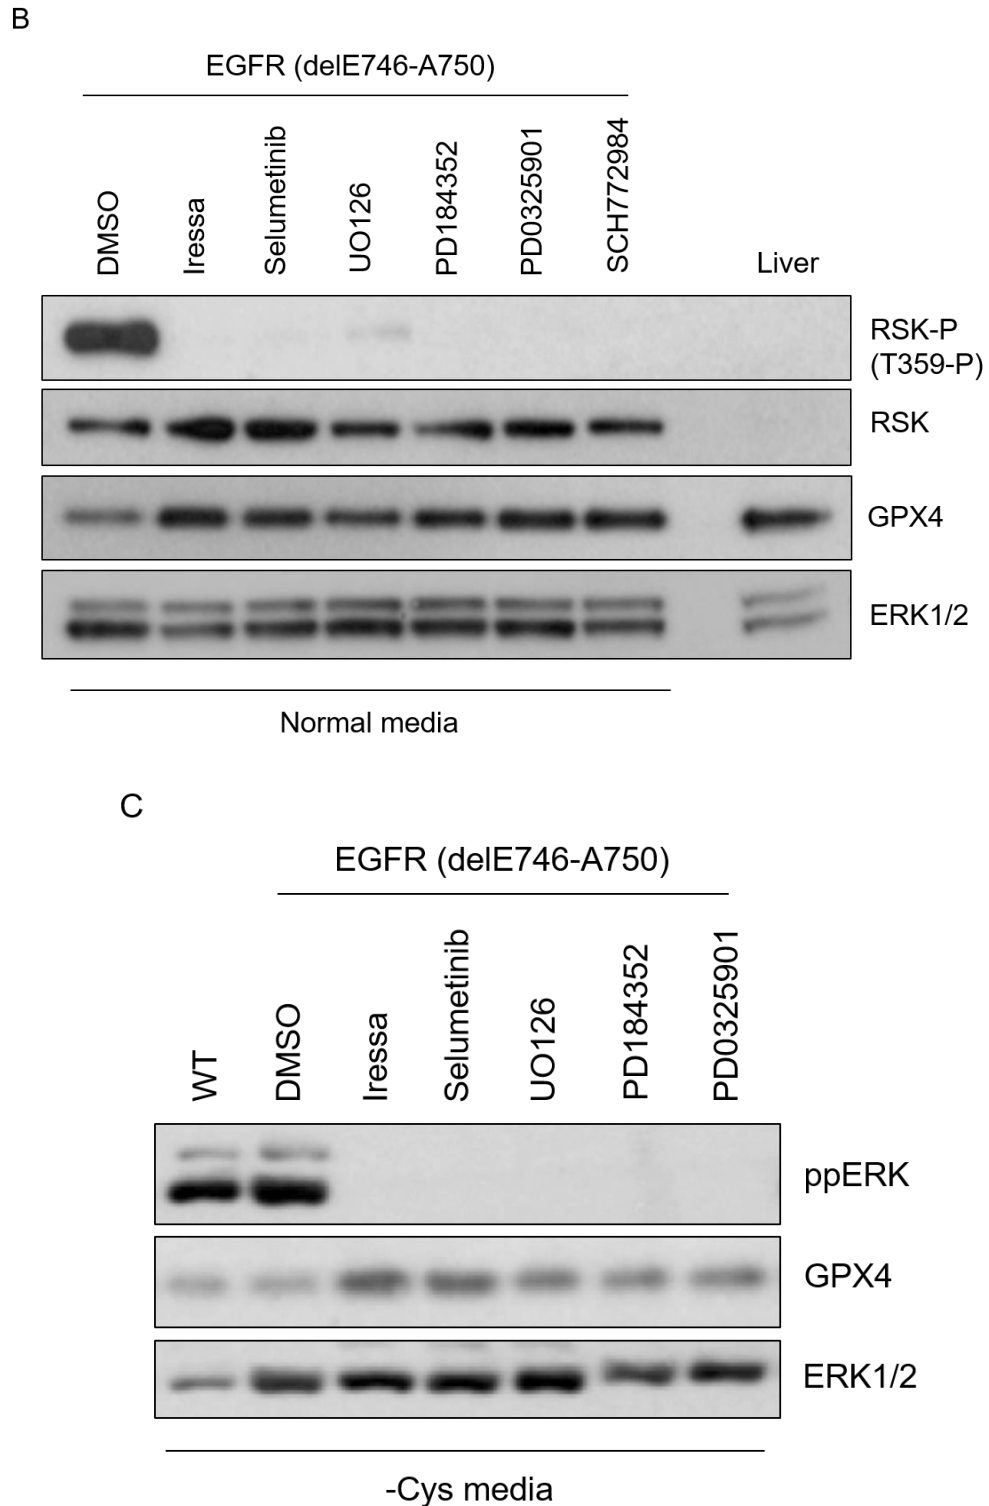 B
EGFR (delE746-A750)
DMSO
Iressa
Selumetinib
UO126
PD184352
PD0325901
SCH772984
Liver
RSK-P
(T359-P)
RSK
GPX4
ERK1/2
Normal media
C
EGFR (delE746-A750)
WT
DMSO
Iressa
Selumetinib
UO126
PD184352
PD0325901
ppERK
GPX4
ERK1/2
-Cys media